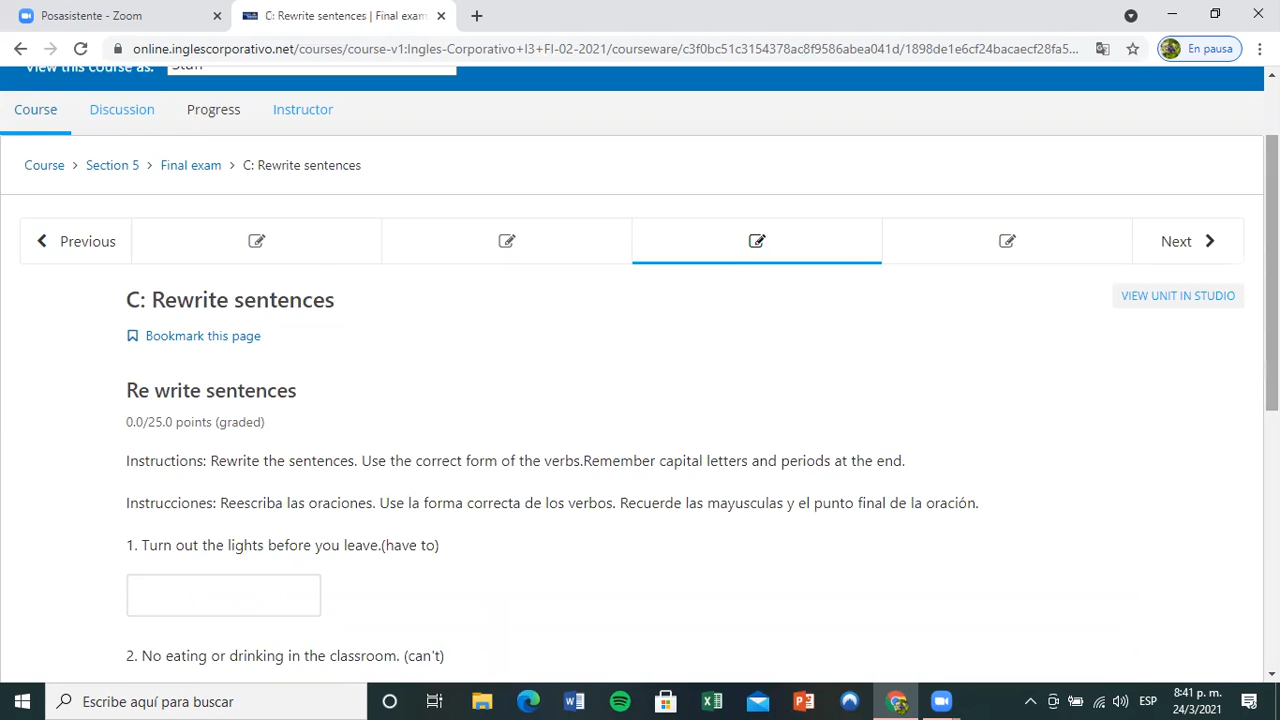 Posasistente - Zoom
C: Rewrite sentences | Final exam
online.inglescorporativo.net/courses/course-v1:Ingles-Corporativo+I3+FI-02-2021/courseware/c3f0bc51c3154378ac8f9586abea041d/1898de1e6cf24bacaecf28fa5...
En pausa
View this course as: Staff
Course Discussion Progress Instructor
Course > Section 5 > Final exam > C: Rewrite sentences
Previous Next
C: Rewrite sentences
VIEW UNIT IN STUDIO
Bookmark this page
Re write sentences
0.0/25.0 points (graded)
Instructions: Rewrite the sentences. Use the correct form of the verbs.Remember capital letters and periods at the end.
Instrucciones: Reescriba las oraciones. Use la forma correcta de los verbos. Recuerde las mayusculas y el punto final de la oración.
1. Turn out the lights before you leave.(have to)
2. No eating or drinking in the classroom. (can't)
Escribe aquí para buscar
ESP
8:41 p. m.
24/3/2021